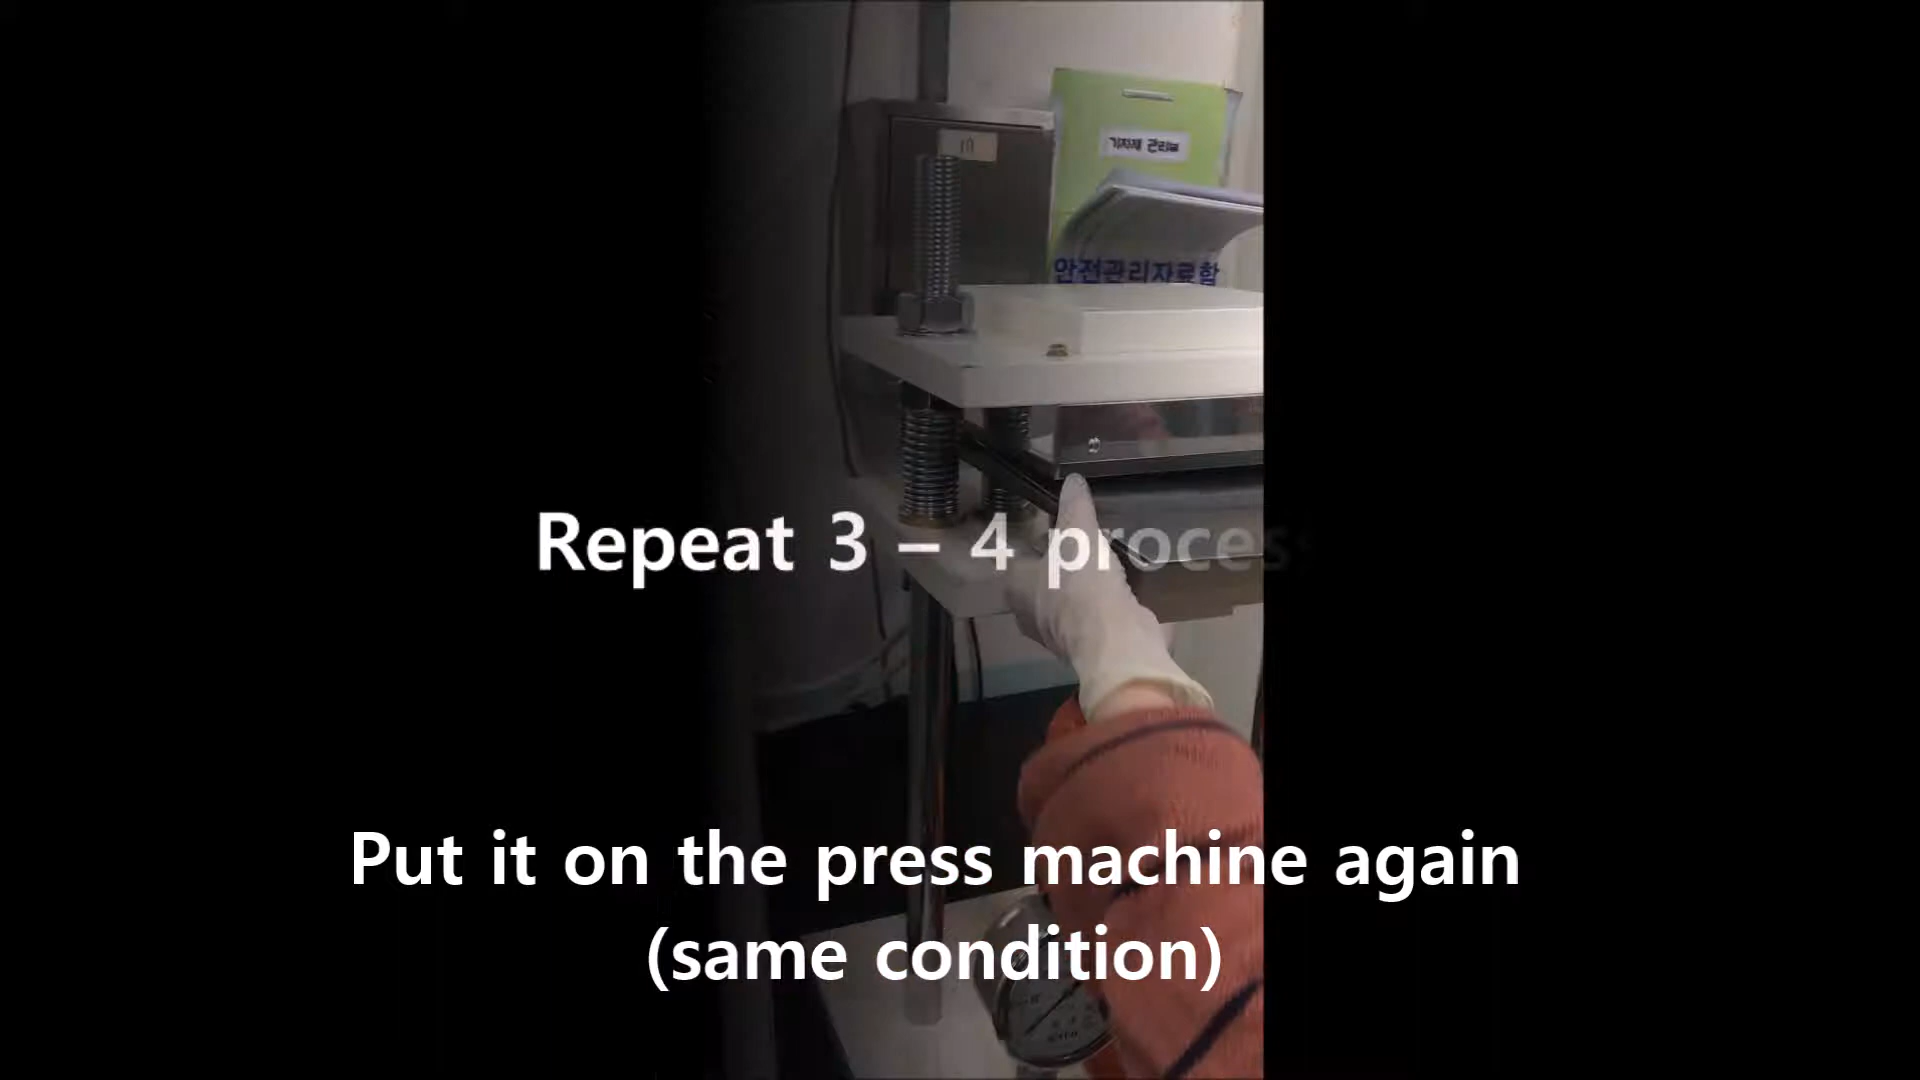 기자재 관리
안전관리자료함
Repeat 3 – 4 proces
Put it on the press machine again
(same condition)